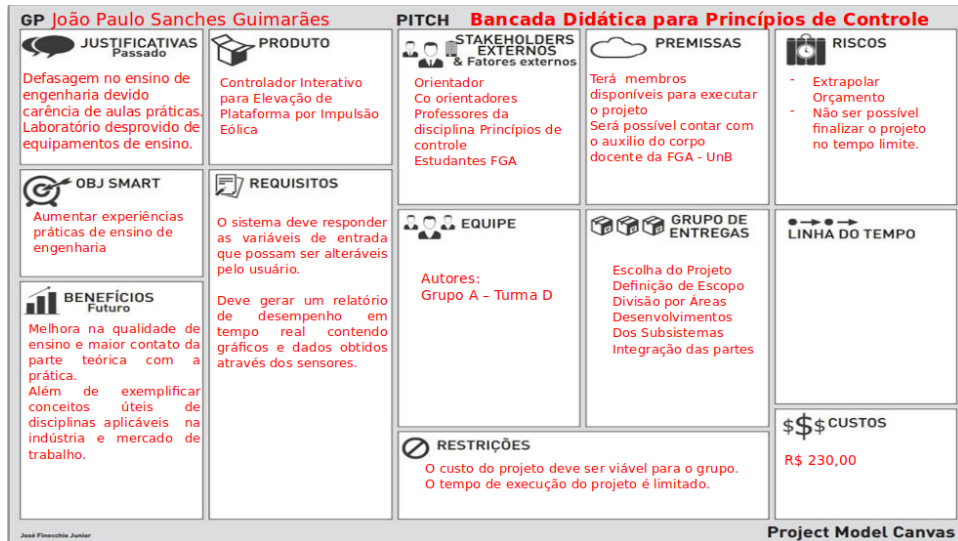 GP João Paulo Sanches Guimarães
PITCH Bancada Didática para Princípios de Controle
JUSTIFICATIVAS
Passado
Defasagem no ensino de
engenharia devido
carência de aulas práticas.
Laboratório desprovido de
equipamentos de ensino.
OBJ SMART
Aumentar experiências
práticas de ensino de
engenharia
BENEFÍCIOS
Futuro
Melhora na qualidade de
ensino e maior contato da
parte teórica com a
prática.
Além de exemplificar
conceitos úteis de
disciplinas aplicáveis na
indústria e mercado de
trabalho.
PRODUTO
Controlador Interativo
para Elevação de
Plataforma por Impulsão
Eólica
REQUISITOS
O sistema deve responder
as variáveis de entrada
que possam ser alteráveis
pelo usuário.
Deve gerar um relatório
de desempenho em
tempo real contendo
gráficos e dados obtidos
através dos sensores.
STAKEHOLDERS
EXTERNOS
& Fatores externos
Orientador
Co orientadores
Professores da
disciplina Princípios de
controle
Estudantes FGA
EQUIPE
Autores:
Grupo A – Turma D
PREMISSAS
Terá membros
disponíveis para executar
o projeto
Será possível contar com
o auxilio do corpo
docente da FGA - UnB
GRUPO DE
ENTREGAS
Escolha do Projeto
Definição de Escopo
Divisão por Áreas
Desenvolvimentos
Dos Subsistemas
Integração das partes
RESTRIÇÕES
O custo do projeto deve ser viável para o grupo.
O tempo de execução do projeto é limitado.
RISCOS
- Extrapolar
Orçamento
- Não ser possível
finalizar o projeto
no tempo limite.
LINHA DO TEMPO
$$$ CUSTOS
R$ 230,00
José Finocchio Junior
Project Model Canvas